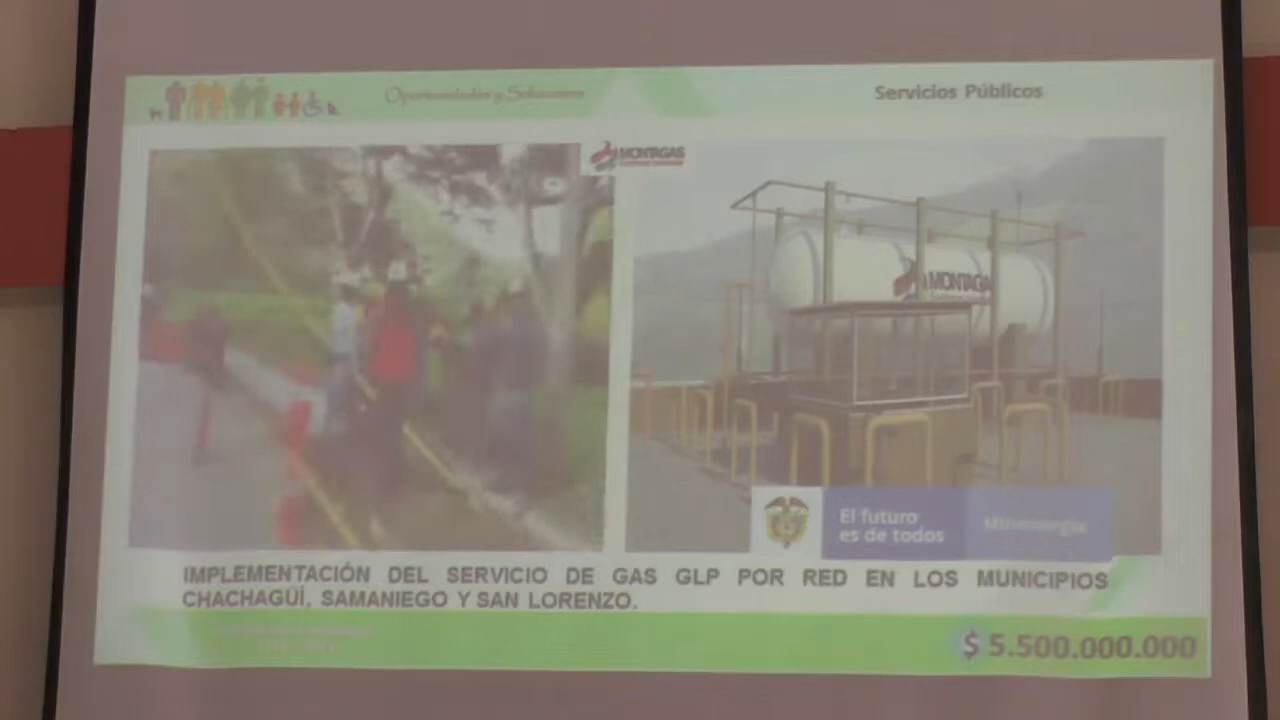 Oportunidades y Soluciones
Servicios Públicos
MONTAGAS
MONTAGA
El futuro
es de todos
Minenergía
IMPLEMENTACIÓN DEL SERVICIO DE GAS GLP POR RED EN LOS MUNICIPIOS
CHACHAGÜÍ, SAMANIEGO Y SAN LORENZO.
$ 5.500.000.000